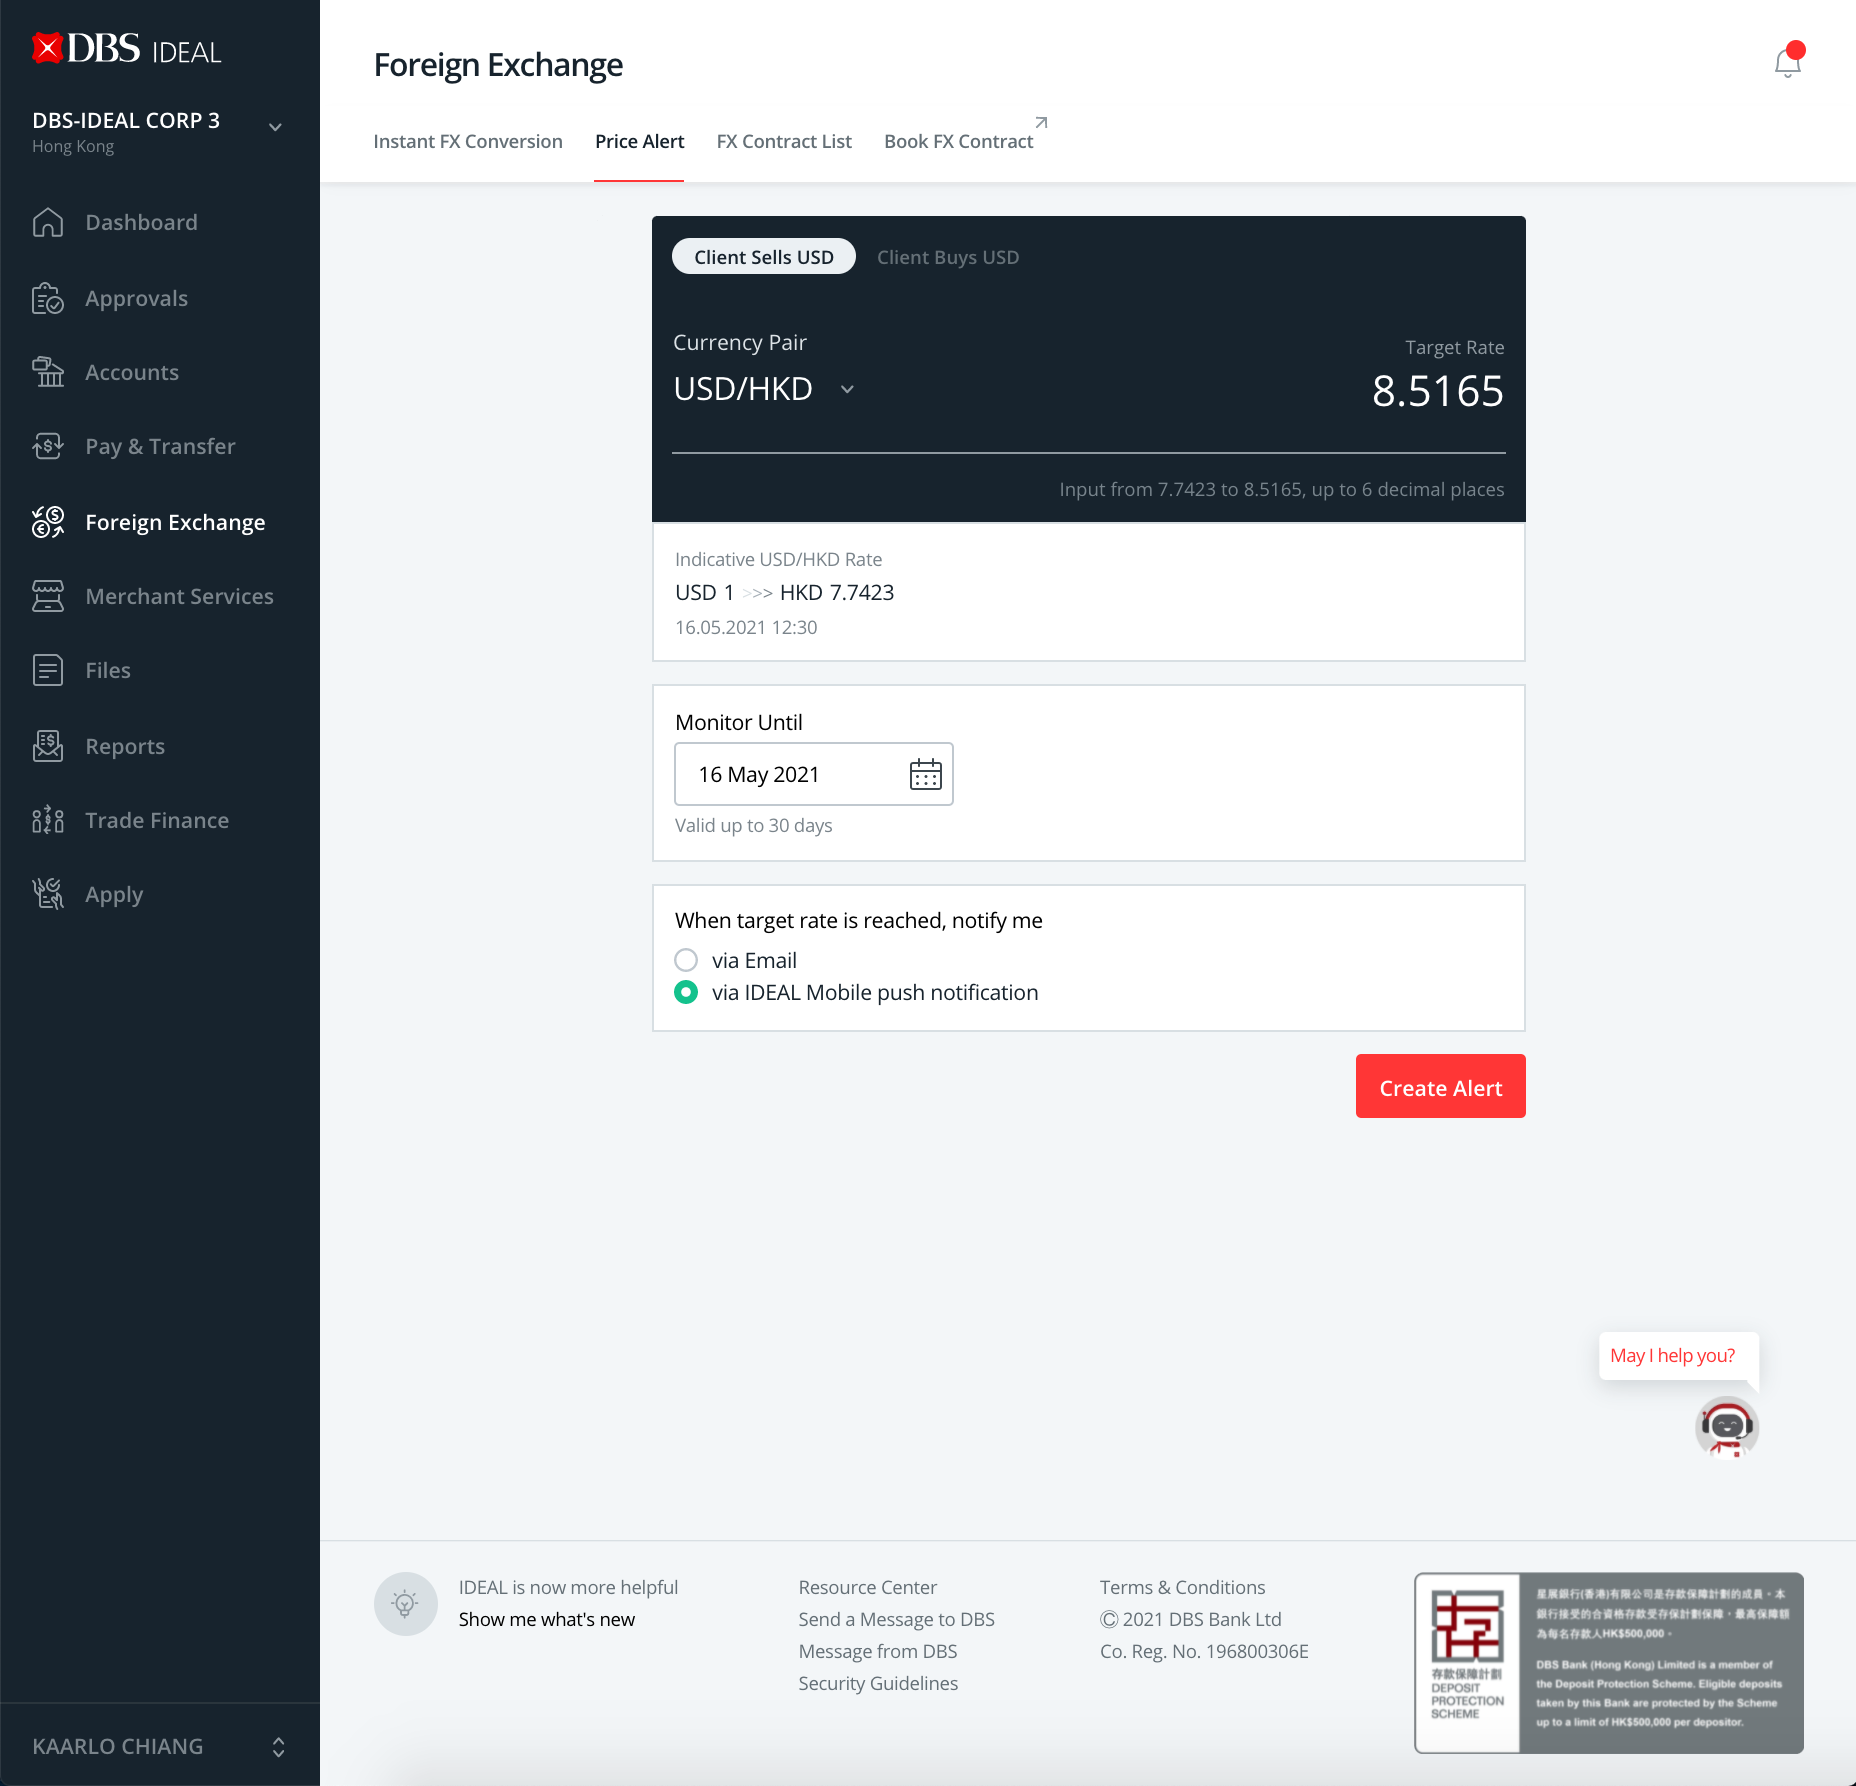 DBS IDEAL
DBS-IDEAL CORP 3
Hong Kong
Dashboard
Approvals
Accounts
Pay & Transfer
Foreign Exchange
Merchant Services
Files
Reports
Trade Finance
Apply
KAARLO CHIANG
Foreign Exchange
Instant FX Conversion
Price Alert
FX Contract List
Book FX Contract
Client Sells USD
Client Buys USD
Currency Pair
USD/HKD
Target Rate
8.5165
Input from 7.7423 to 8.5165, up to 6 decimal places
Indicative USD/HKD Rate
USD 1 >>> HKD 7.7423
16.05.2021 12:30
Monitor Until
16 May 2021
Valid up to 30 days
When target rate is reached, notify me
via Email
via IDEAL Mobile push notification
Create Alert
May I help you?
IDEAL is now more helpful
Show me what's new
Resource Center
Send a Message to DBS
Message from DBS
Security Guidelines
Terms & Conditions
© 2021 DBS Bank Ltd
Co. Reg. No. 196800306E
存款保障計劃
DEPOSIT
PROTECTION
SCHEME
星展銀行(香港)有限公司是存款保障計劃的成員。本
銀行接受的合資格存款受存保計劃保障，最高保障額
為每名存款人HK$500,000。
DBS Bank (Hong Kong) Limited is a member of
the Deposit Protection Scheme. Eligible deposits
taken by this Bank are protected by the Scheme
up to a limit of HK$500,000 per depositor.